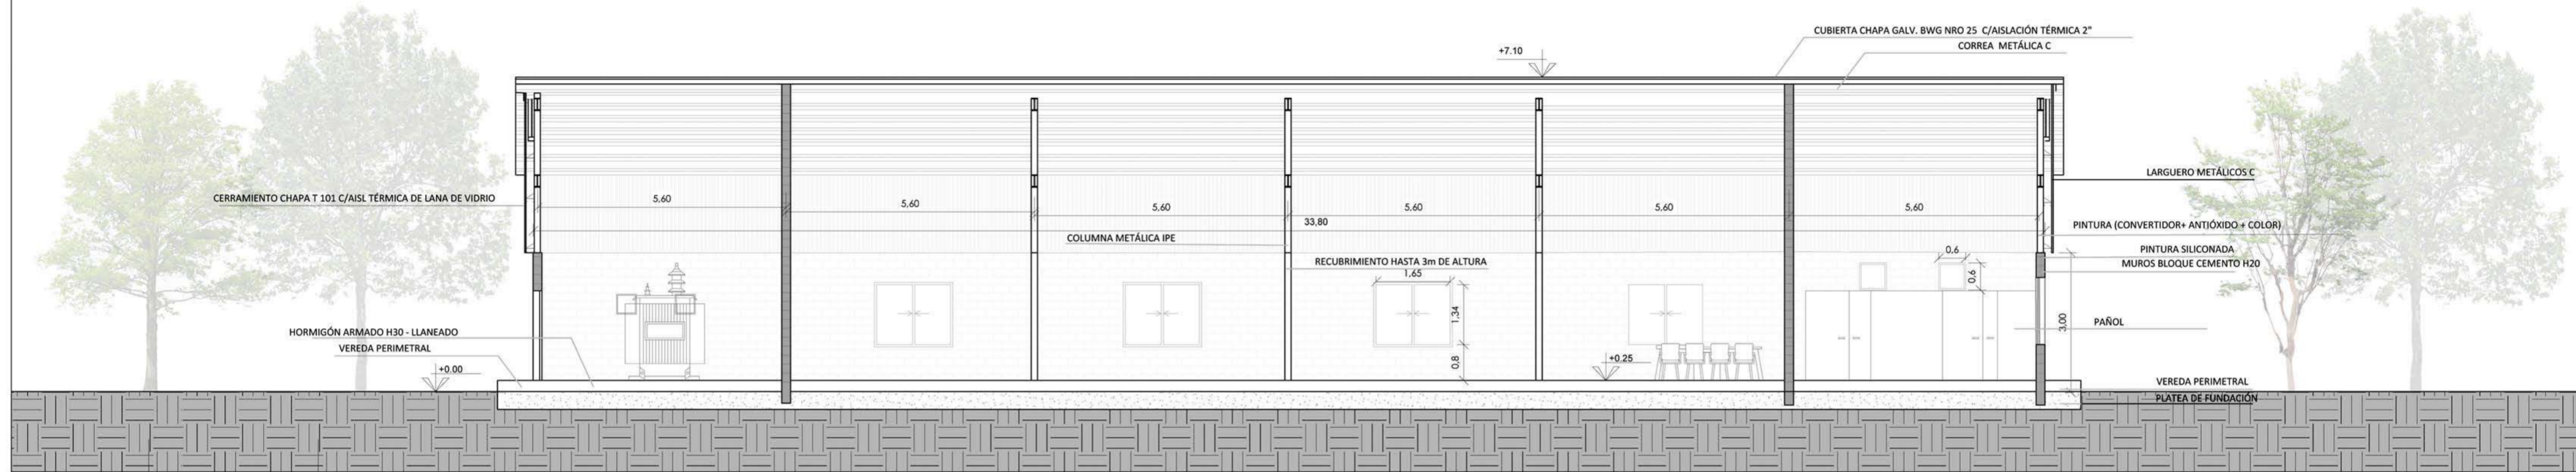 CUBIERTA CHAPA GALV. BWG NRO 25 C/AISLACIÓN TÉRMICA 2"
CORREA METÁLICA C
+7.10
LARGUERO METÁLICOS C
CERRAMIENTO CHAPA T 101 C/AISL TÉRMICA DE LANA DE VIDRIO
5,60
5,60
5,60
5,60
5,60
5,60
33,80
PINTURA (CONVERTIDOR+ ANTIÓXIDO + COLOR)
COLUMNA METÁLICA IPE
PINTURA SILICONADA
0,6
MUROS BLOQUE CEMENTO H20
RECUBRIMIENTO HASTA 3m DE ALTURA
1,65
0,6
1,34
3,00
PAÑOL
HORMIGÓN ARMADO H30 - LLANEADO
VEREDA PERIMETRAL
+0.00
0,8
+0.25
VEREDA PERIMETRAL
PLATEA DE FUNDACIÓN